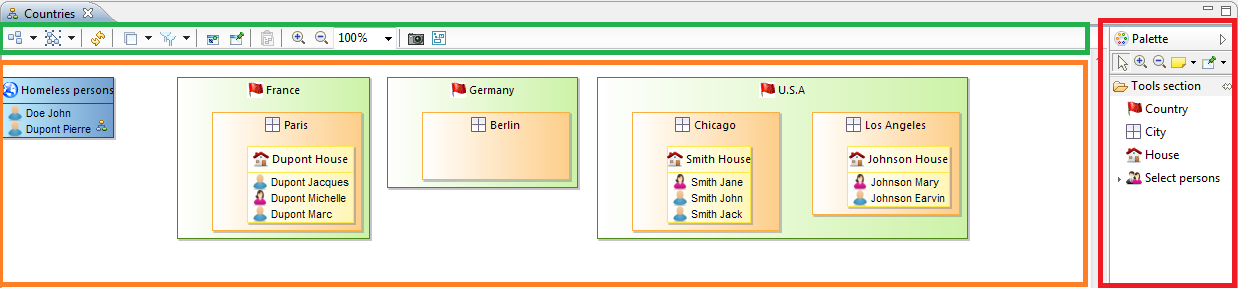 Countries
100%
Palette
Homeless persons
Doe John
Dupont Pierre
France
Paris
Dupont House
Dupont Jacques
Dupont Michelle
Dupont Marc
Germany
Berlin
U.S.A
Chicago
Smith House
Smith Jane
Smith John
Smith Jack
Los Angeles
Johnson House
Johnson Mary
Johnson Earvin
Tools section
Country
City
House
Select persons